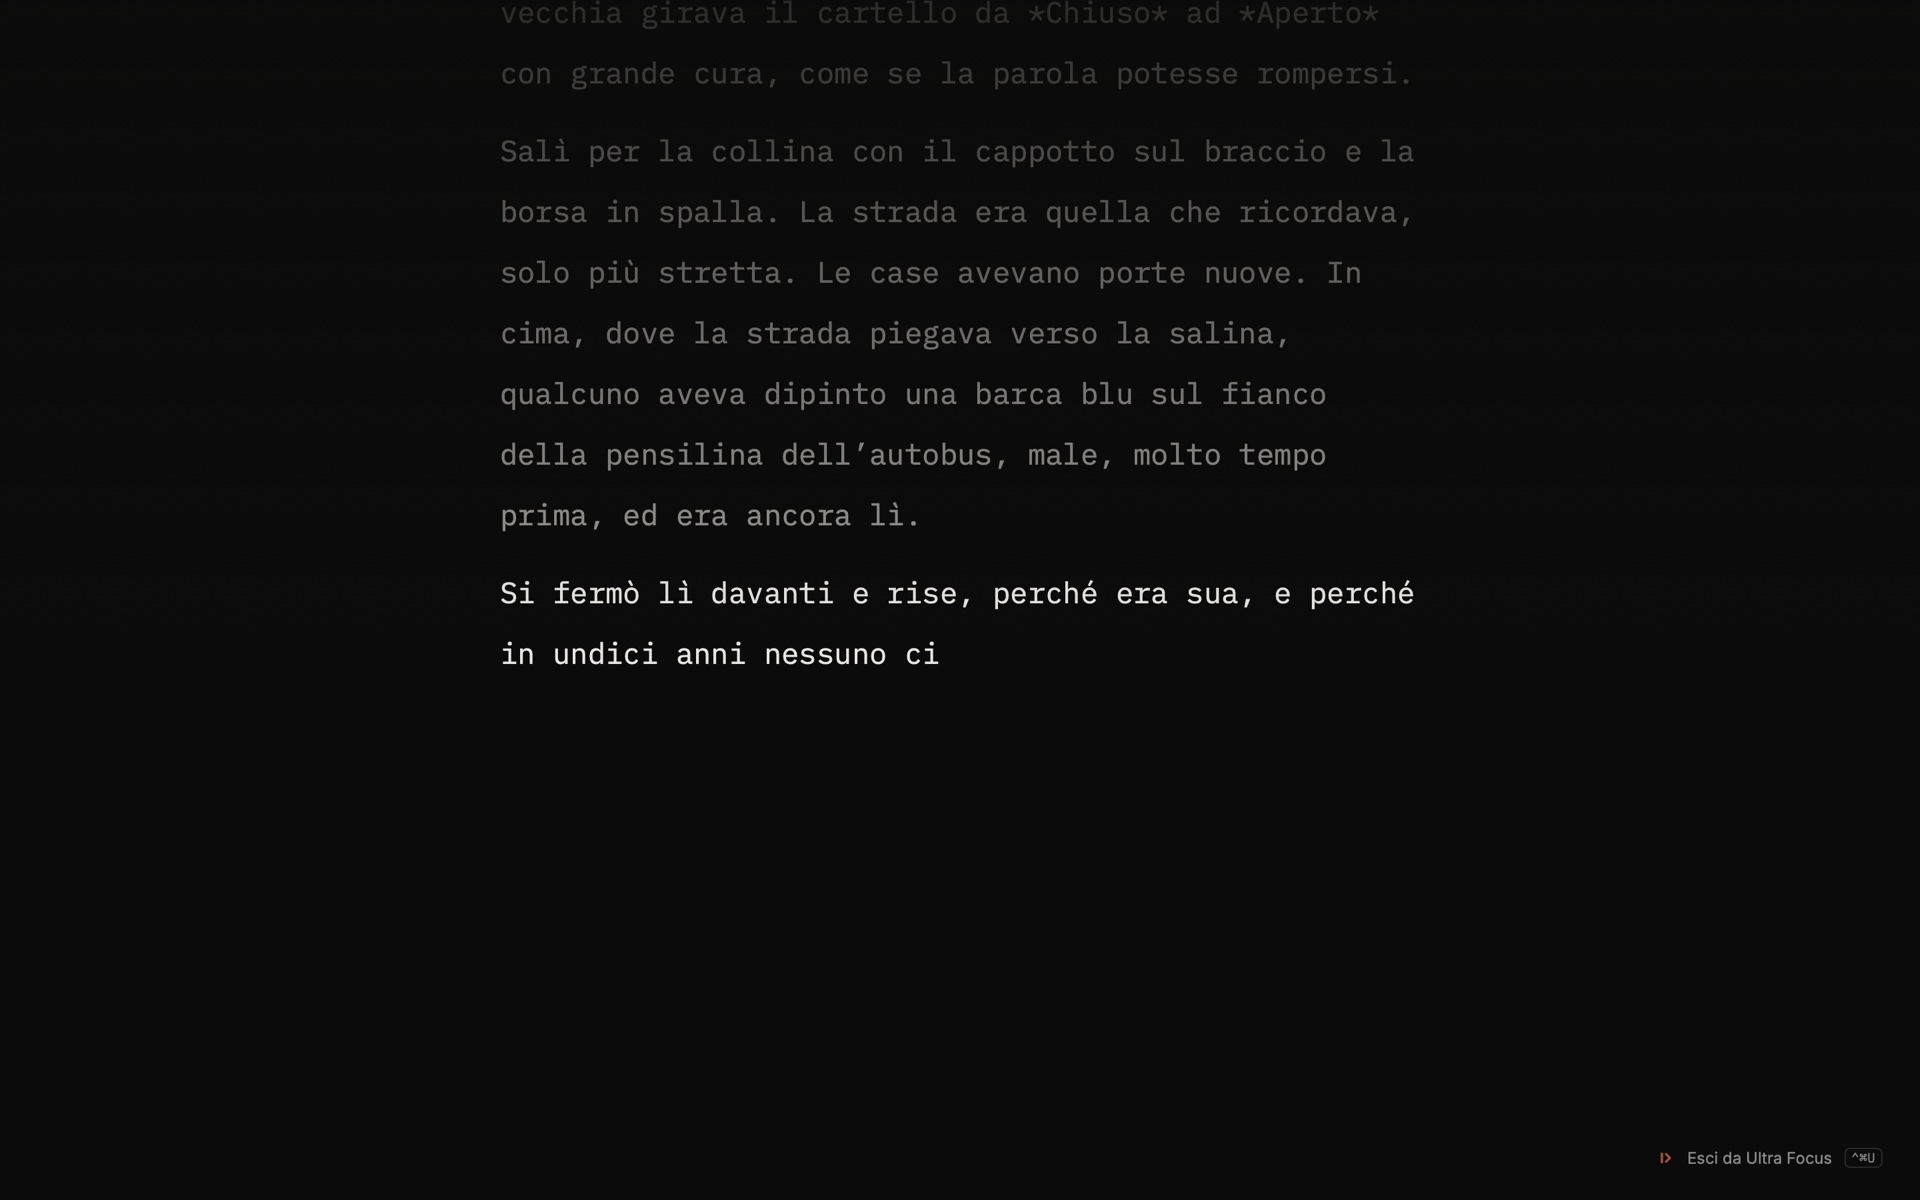 vecchia girava il cartello da *Chiuso* ad *Aperto*
con grande cura, come se la parola potesse rompersi.
Salì per la collina con il cappotto sul braccio e la
borsa in spalla. La strada era quella che ricordava,
solo più stretta. Le case avevano porte nuove. In
cima, dove la strada piegava verso la salina,
qualcuno aveva dipinto una barca blu sul fianco
della pensilina dell’autobus, male, molto tempo
prima, ed era ancora lì.
Si fermò lì davanti e rise, perché era sua, e perché
in undici anni nessuno ci
Esci da Ultra Focus ⌃⌘U